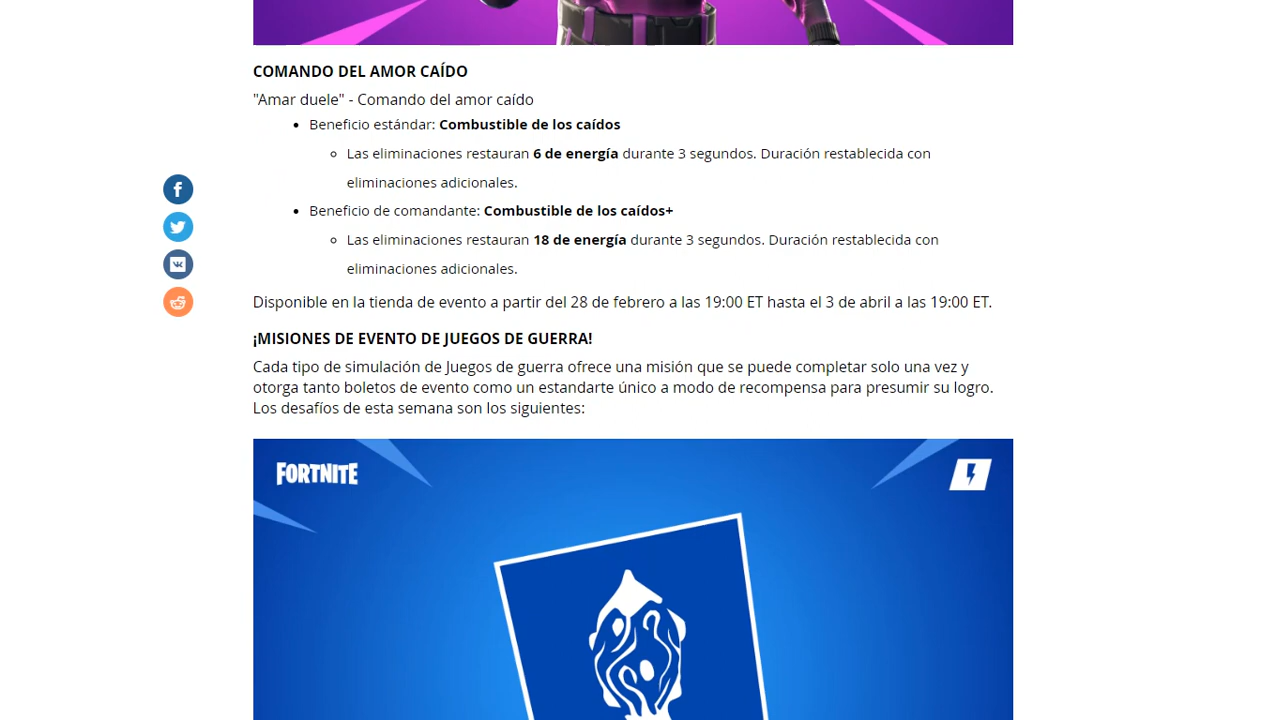 COMANDO DEL AMOR CAÍDO
"Amar duele" - Comando del amor caído
Beneficio estándar: Combustible de los caídos
Las eliminaciones restauran 6 de energía durante 3 segundos. Duración restablecida con
eliminaciones adicionales.
Beneficio de comandante: Combustible de los caídos+
Las eliminaciones restauran 18 de energía durante 3 segundos. Duración restablecida con
eliminaciones adicionales.
Disponible en la tienda de evento a partir del 28 de febrero a las 19:00 ET hasta el 3 de abril a las 19:00 ET.
¡MISIONES DE EVENTO DE JUEGOS DE GUERRA!
Cada tipo de simulación de Juegos de guerra ofrece una misión que se puede completar solo una vez y
otorga tanto boletos de evento como un estandarte único a modo de recompensa para presumir su logro.
Los desafíos de esta semana son los siguientes:
FORTNITE